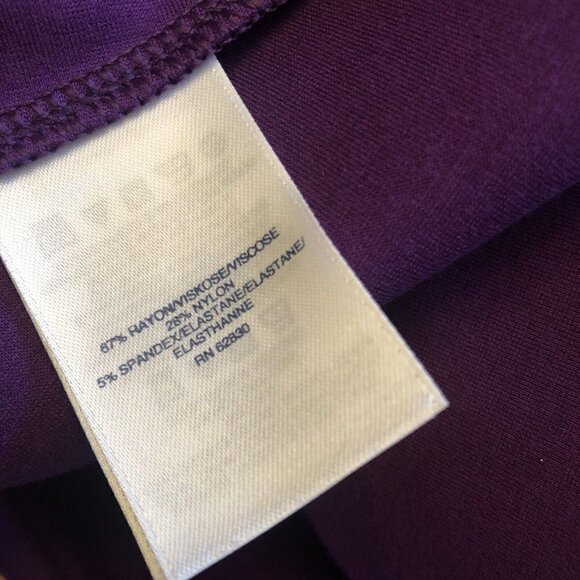 67% RAYON/VISKOSE/VISCOSE
28% NYLON
5% SPANDEX/ELASTANE/ELASTANE/
ELASTHANNE
RN 62830